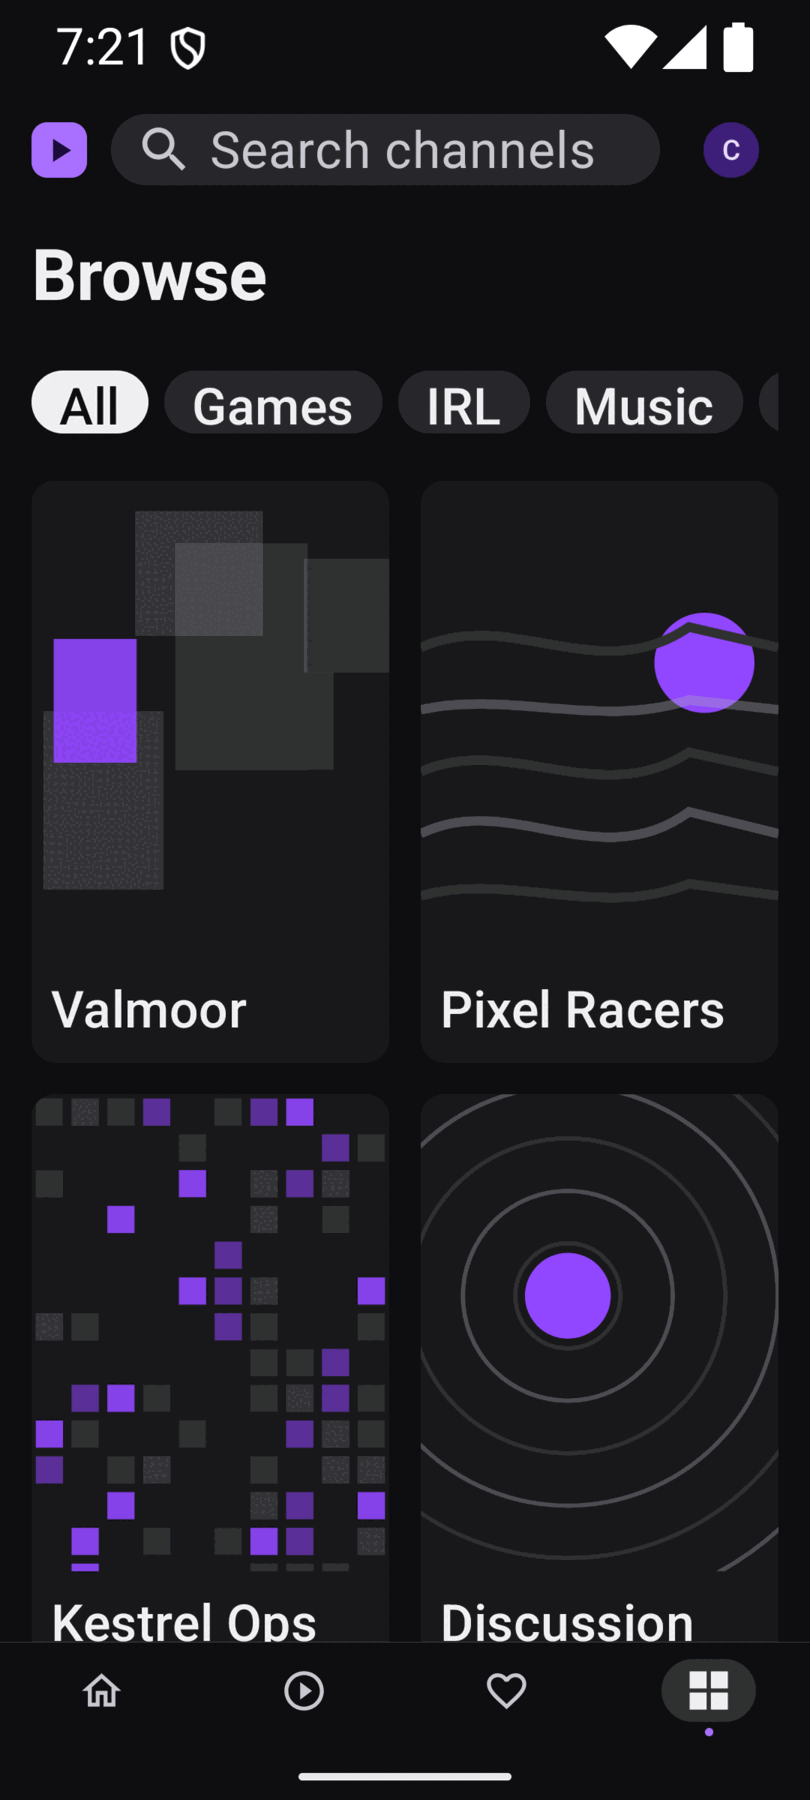 7:21
Search channels
C
Browse
All Games IRL Music
Valmoor
Pixel Racers
Kestrel Ops
Discussion